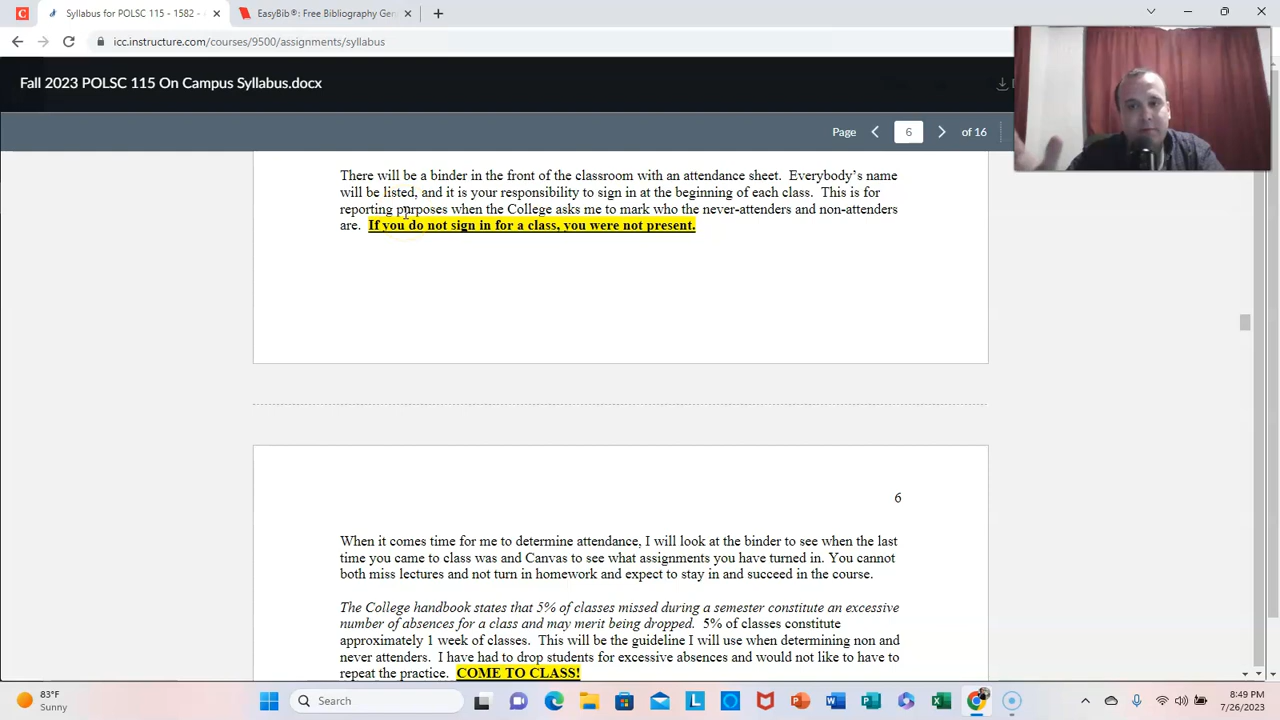 Syllabus for POLSC 115 - 1582 -
EasyBib®: Free Bibliography Gen
icc.instructure.com/courses/9500/assignments/syllabus
Fall 2023 POLSC 115 On Campus Syllabus.docx
Page 6 of 16
There will be a binder in the front of the classroom with an attendance sheet.  Everybody's name
will be listed, and it is your responsibility to sign in at the beginning of each class.  This is for
reporting purposes when the College asks me to mark who the never-attenders and non-attenders
are.  If you do not sign in for a class, you were not present.
6
When it comes time for me to determine attendance, I will look at the binder to see when the last
time you came to class was and Canvas to see what assignments you have turned in. You cannot
both miss lectures and not turn in homework and expect to stay in and succeed in the course.
The College handbook states that 5% of classes missed during a semester constitute an excessive
number of absences for a class and may merit being dropped.  5% of classes constitute
approximately 1 week of classes.  This will be the guideline I will use when determining non and
never attenders.  I have had to drop students for excessive absences and would not like to have to
repeat the practice.  COME TO CLASS!
83°F
Sunny
Search
8:49 PM
7/26/2023